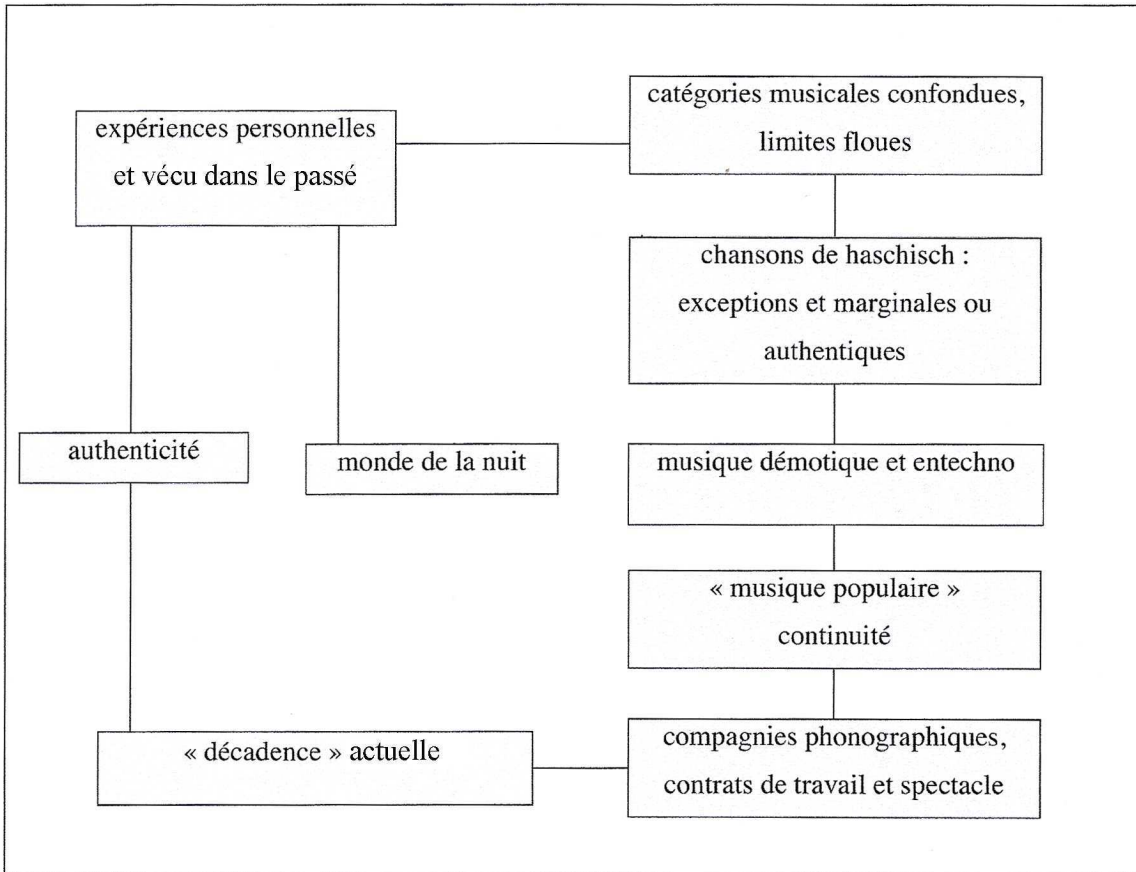 expériences personnelles
et vécu dans le passé
catégories musicales confondues,
limites floues
chansons de haschisch :
exceptions et marginales ou
authentiques
authenticité
monde de la nuit
musique démotique et entechno
« musique populaire »
continuité
« décadence » actuelle
compagnies phonographiques,
contrats de travail et spectacle